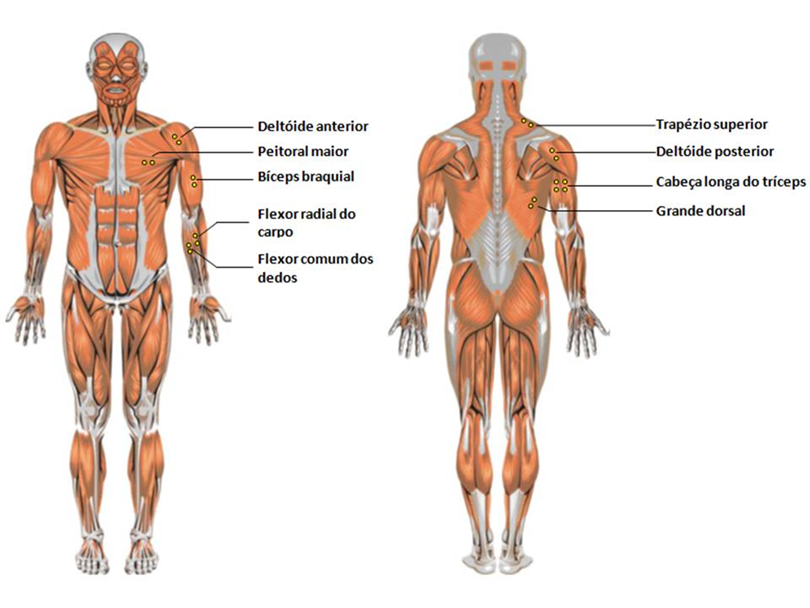 Deltóide anterior
Peitoral maior
Bíceps braquial
Flexor radial do
carpo
Flexor comum dos
dedos
Trapézio superior
Deltóide posterior
Cabeça longa do tríceps
Grande dorsal